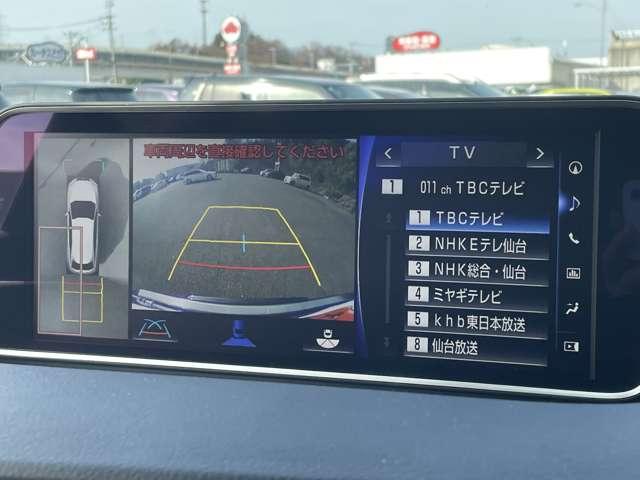 車両周辺を直接確認してください
TV
1 011 ch TBCテレビ
1 TBCテレビ
2 NHKEテレ仙台
3 NHK総合・仙台
4 ミヤギテレビ
5 khb東日本放送
8 仙台放送